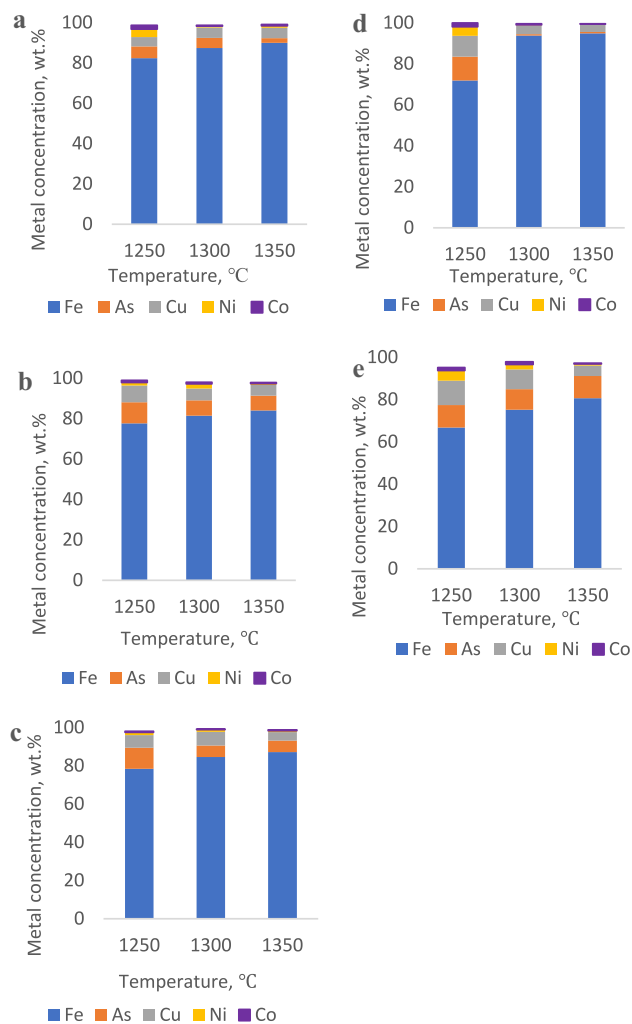 a
Metal concentration, wt.%
100
80
60
40
20
0
1250 1300 1350
Temperature, ℃
Fe As Cu Ni Co
b
Metal concentration, wt.%
100
80
60
40
20
0
1250 1300 1350
Temperature, ℃
Fe As Cu Ni Co
c
Metal concentration, wt.%
100
80
60
40
20
0
1250 1300 1350
Temperature, ℃
Fe As Cu Ni Co
d
Metal concentration, wt.%
100
80
60
40
20
0
1250 1300 1350
Temperature, ℃
Fe As Cu Ni Co
e
Metal concentration, wt.%
100
80
60
40
20
0
1250 1300 1350
Temperature, ℃
Fe As Cu Ni Co